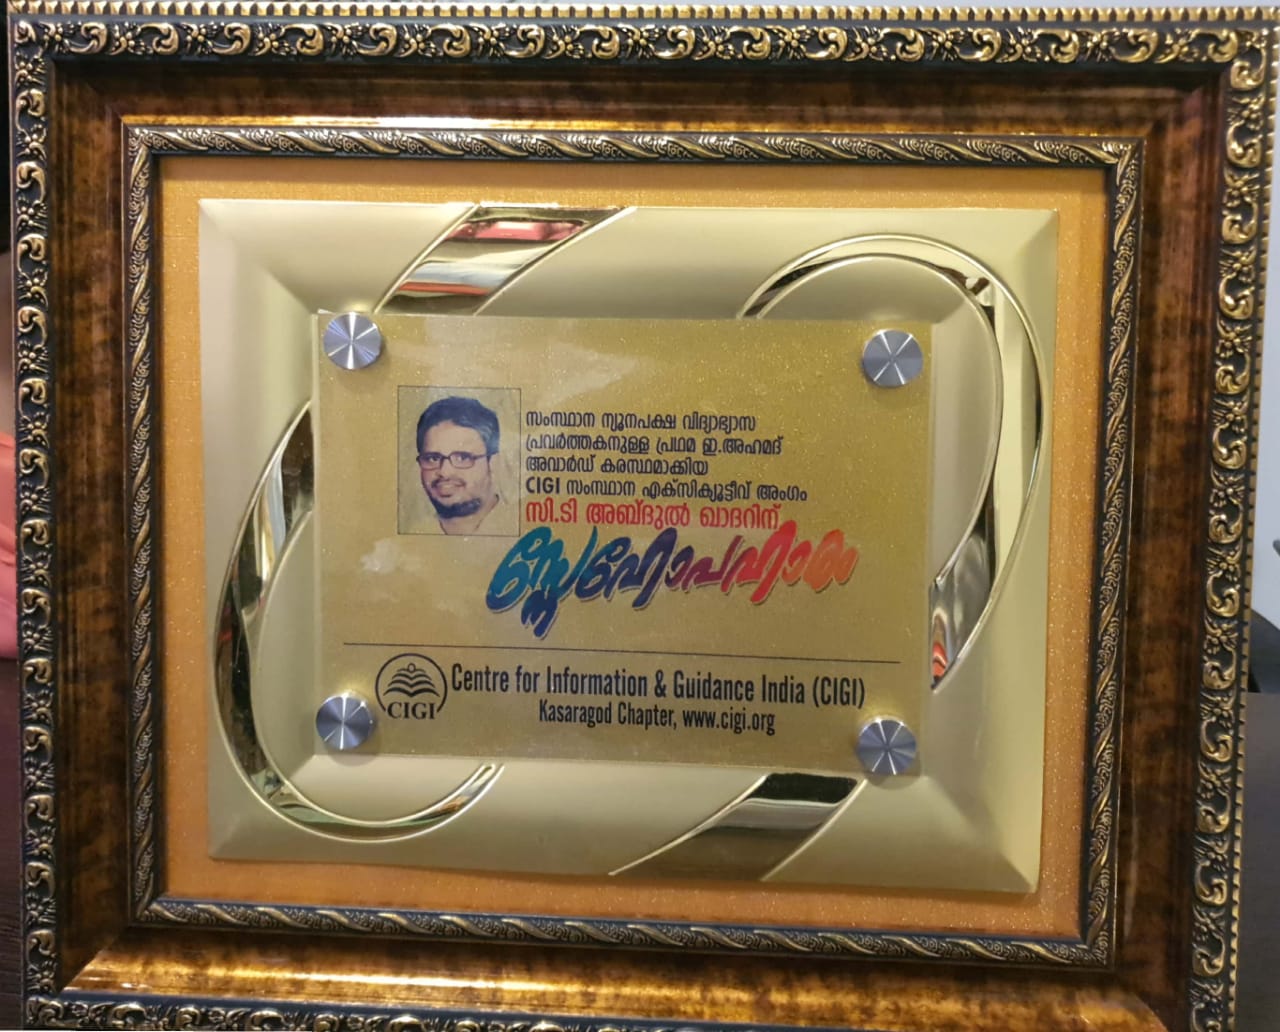 സംസ്ഥാന ന്യൂനപക്ഷ വിദ്യാഭ്യാസ
പ്രവർത്തകനുള്ള പ്രഥമ ഇ.അഹമദ്
അവാർഡ് കരസ്ഥമാക്കിയ
CIGI സംസ്ഥാന എക്സിക്യൂട്ടീവ് അംഗം
സി.ടി അബ്ദുൽ ഖാദറിന്
സ്നേഹോപഹാരം
CIGI
Centre for Information & Guidance India (CIGI)
Kasaragod Chapter, www.cigi.org